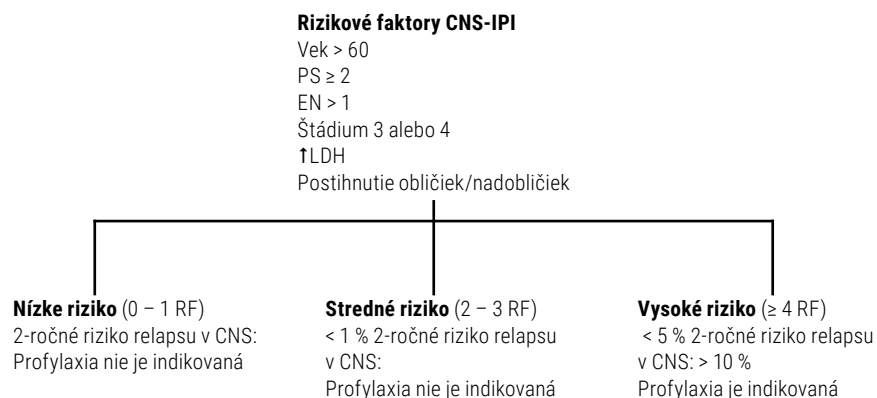 Rizikové faktory CNS-IPI
Vek > 60
PS ≥ 2
EN > 1
Štádium 3 alebo 4
↑LDH
Postihnutie obličiek/nadobličiek
Nízke riziko (0 – 1 RF)
2-ročné riziko relapsu v CNS:
Profylaxia nie je indikovaná
Stredné riziko (2 – 3 RF)
< 1 % 2-ročné riziko relapsu
v CNS:
Profylaxia nie je indikovaná
Vysoké riziko (≥ 4 RF)
< 5 % 2-ročné riziko relapsu
v CNS: > 10 %
Profylaxia je indikovaná